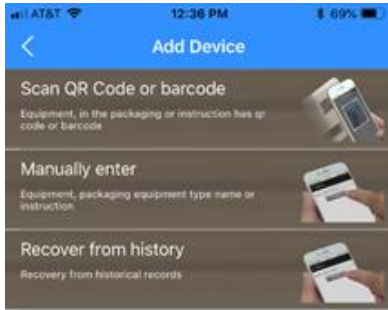 AT&T 12:36 PM 69%
Add Device
Scan QR Code or barcode
Equipment, in the packaging or instruction has qr
code or barcode
Manually enter
Equipment, packaging equipment type name or
instruction
Recover from history
Recovery from historical records